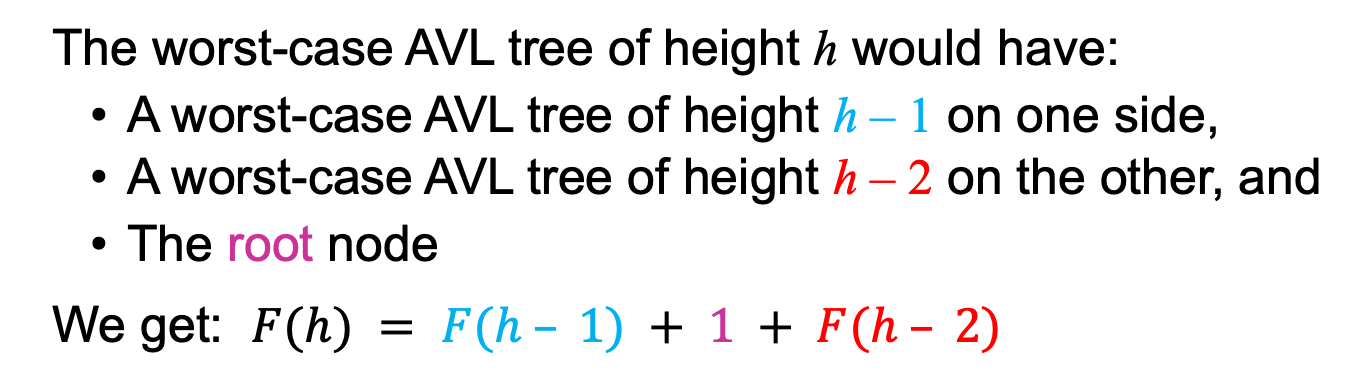 The worst-case AVL tree of height h would have:
• A worst-case AVL tree of height h – 1 on one side,
• A worst-case AVL tree of height h – 2 on the other, and
• The root node
We get: F(h) = F(h – 1) + 1 + F(h – 2)